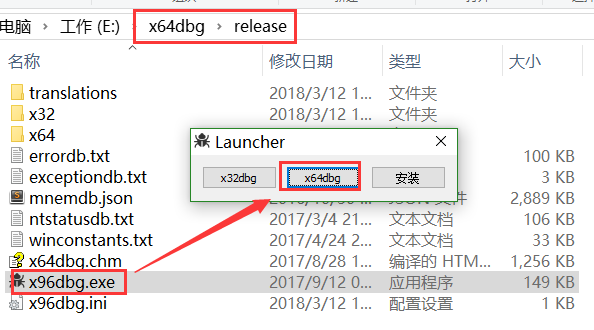 电脑 › 工作 (E:) › x64dbg › release
名称 修改日期 类型 大小
translations 2018/3/12 1... 文件夹
x32 2018/3/12 1... 文件夹
x64 2018/3/12 1... 文件夹
Launcher
x32dbg x64dbg 安装
errordb.txt 100 KB
exceptiondb.txt 3 KB
mnemdb.json 2,889 KB
ntstatusdb.txt 2017/3/4 21... 文本文档 106 KB
winconstants.txt 2017/4/24 2... 文本文档 33 KB
x64dbg.chm 2017/8/28 1... 编译的 HTM... 1,256 KB
x96dbg.exe 2017/9/12 0... 应用程序 149 KB
x96dbg.ini 2018/3/12 1... 配置设置 1 KB